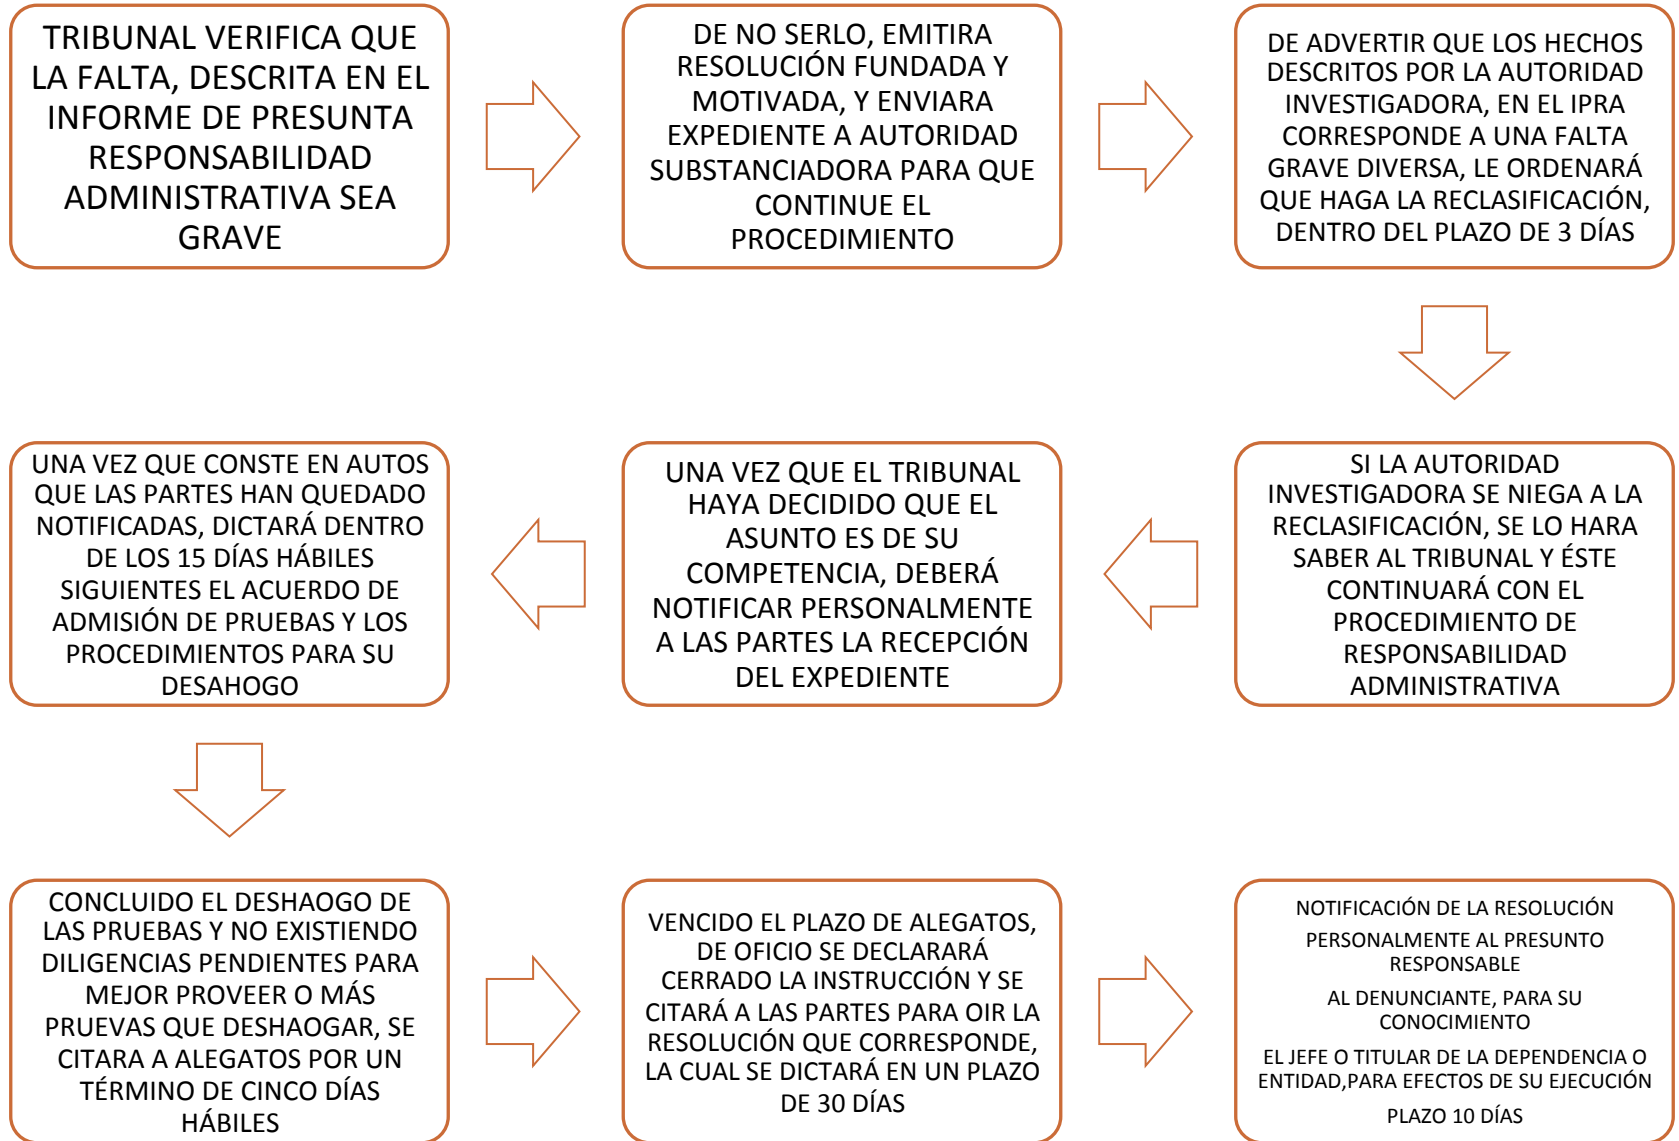 TRIBUNAL VERIFICA QUE
LA FALTA, DESCRITA EN EL
INFORME DE PRESUNTA
RESPONSABILIDAD
ADMINISTRATIVA SEA
GRAVE
DE NO SERLO, EMITIRA
RESOLUCIÓN FUNDADA Y
MOTIVADA, Y ENVIARA
EXPEDIENTE A AUTORIDAD
SUBSTANCIADORA PARA QUE
CONTINUE EL
PROCEDIMIENTO
DE ADVERTIR QUE LOS HECHOS
DESCRITOS POR LA AUTORIDAD
INVESTIGADORA, EN EL IPRA
CORRESPONDE A UNA FALTA
GRAVE DIVERSA, LE ORDENARÁ
QUE HAGA LA RECLASIFICACIÓN,
DENTRO DEL PLAZO DE 3 DÍAS
SI LA AUTORIDAD
INVESTIGADORA SE NIEGA A LA
RECLASIFICACIÓN, SE LO HARA
SABER AL TRIBUNAL Y ÉSTE
CONTINUARÁ CON EL
PROCEDIMIENTO DE
RESPONSABILIDAD
ADMINISTRATIVA
UNA VEZ QUE EL TRIBUNAL
HAYA DECIDIDO QUE EL
ASUNTO ES DE SU
COMPETENCIA, DEBERÁ
NOTIFICAR PERSONALMENTE
A LAS PARTES LA RECEPCIÓN
DEL EXPEDIENTE
UNA VEZ QUE CONSTE EN AUTOS
QUE LAS PARTES HAN QUEDADO
NOTIFICADAS, DICTARÁ DENTRO
DE LOS 15 DÍAS HÁBILES
SIGUIENTES EL ACUERDO DE
ADMISIÓN DE PRUEBAS Y LOS
PROCEDIMIENTOS PARA SU
DESAHOGO
CONCLUIDO EL DESHAOGO DE
LAS PRUEBAS Y NO EXISTIENDO
DILIGENCIAS PENDIENTES PARA
MEJOR PROVEER O MÁS
PRUEVAS QUE DESHAOGAR, SE
CITARA A ALEGATOS POR UN
TÉRMINO DE CINCO DÍAS
HÁBILES
VENCIDO EL PLAZO DE ALEGATOS,
DE OFICIO SE DECLARARÁ
CERRADO LA INSTRUCCIÓN Y SE
CITARÁ A LAS PARTES PARA OIR LA
RESOLUCIÓN QUE CORRESPONDE,
LA CUAL SE DICTARÁ EN UN PLAZO
DE 30 DÍAS
NOTIFICACIÓN DE LA RESOLUCIÓN
PERSONALMENTE AL PRESUNTO
RESPONSABLE
AL DENUNCIANTE, PARA SU
CONOCIMIENTO
EL JEFE O TITULAR DE LA DEPENDENCIA O
ENTIDAD,PARA EFECTOS DE SU EJECUCIÓN
PLAZO 10 DÍAS